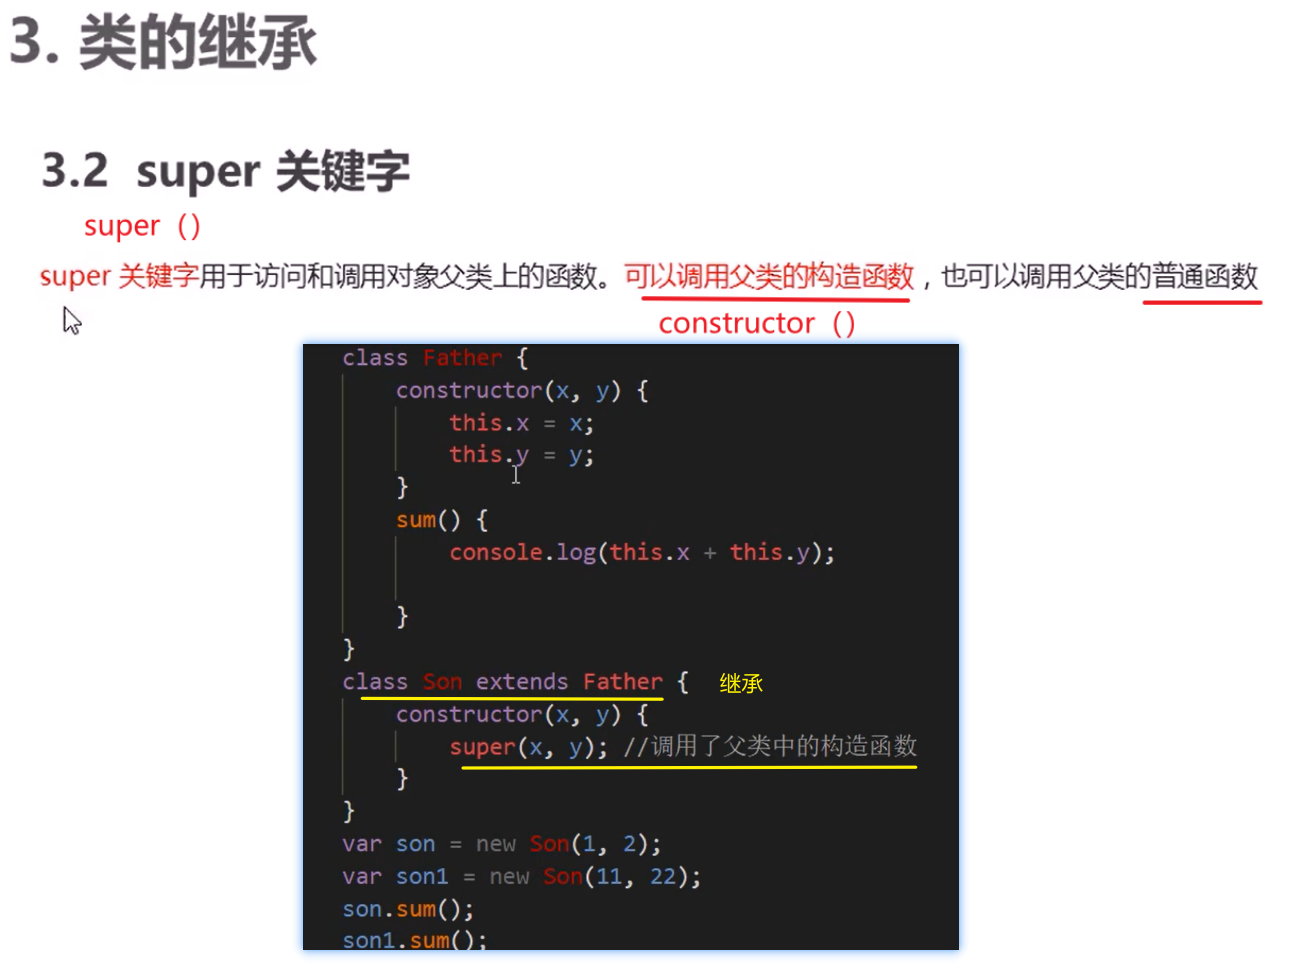 3. 类的继承
3.2 super 关键字
super（）
super 关键字用于访问和调用对象父类上的函数。可以调用父类的构造函数，也可以调用父类的普通函数
constructor（）
class Father {
constructor(x, y) {
this.x = x;
this.y = y;
}
sum() {
console.log(this.x + this.y);
}
}
class Son extends Father { 继承
constructor(x, y) {
super(x, y); //调用了父类中的构造函数
}
}
var son = new Son(1, 2);
var son1 = new Son(11, 22);
son.sum();
son1.sum();